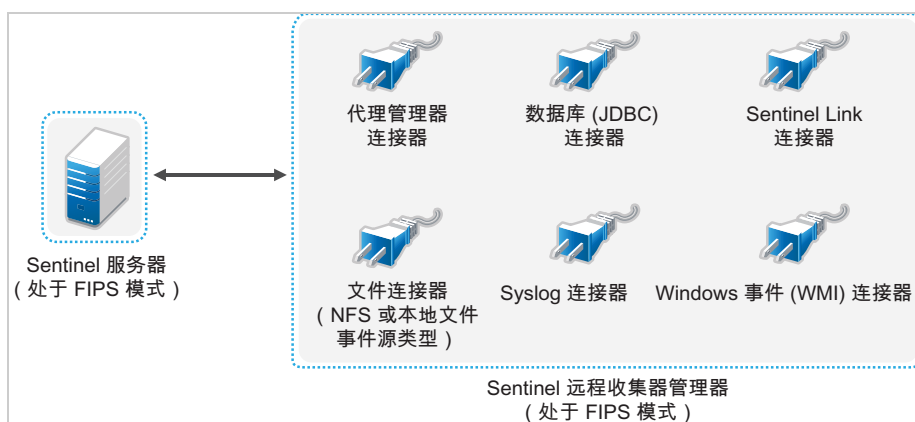 代理管理器
连接器
数据库 (JDBC)
连接器
Sentinel Link
连接器
Sentinel 服务器
（处于 FIPS 模式）
文件连接器
（NFS 或本地文件
事件源类型）
Syslog 连接器
Windows 事件 (WMI) 连接器
Sentinel 远程收集器管理器
（处于 FIPS 模式）